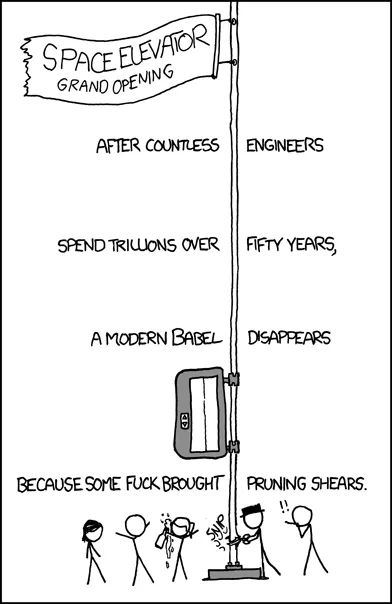 SPACE ELEVATOR
GRAND OPENING
AFTER COUNTLESS ENGINEERS
SPEND TRILLIONS OVER FIFTY YEARS,
A MODERN BABEL DISAPPEARS
BECAUSE SOME FUCK BROUGHT PRUNING SHEARS.
SNIP
!!